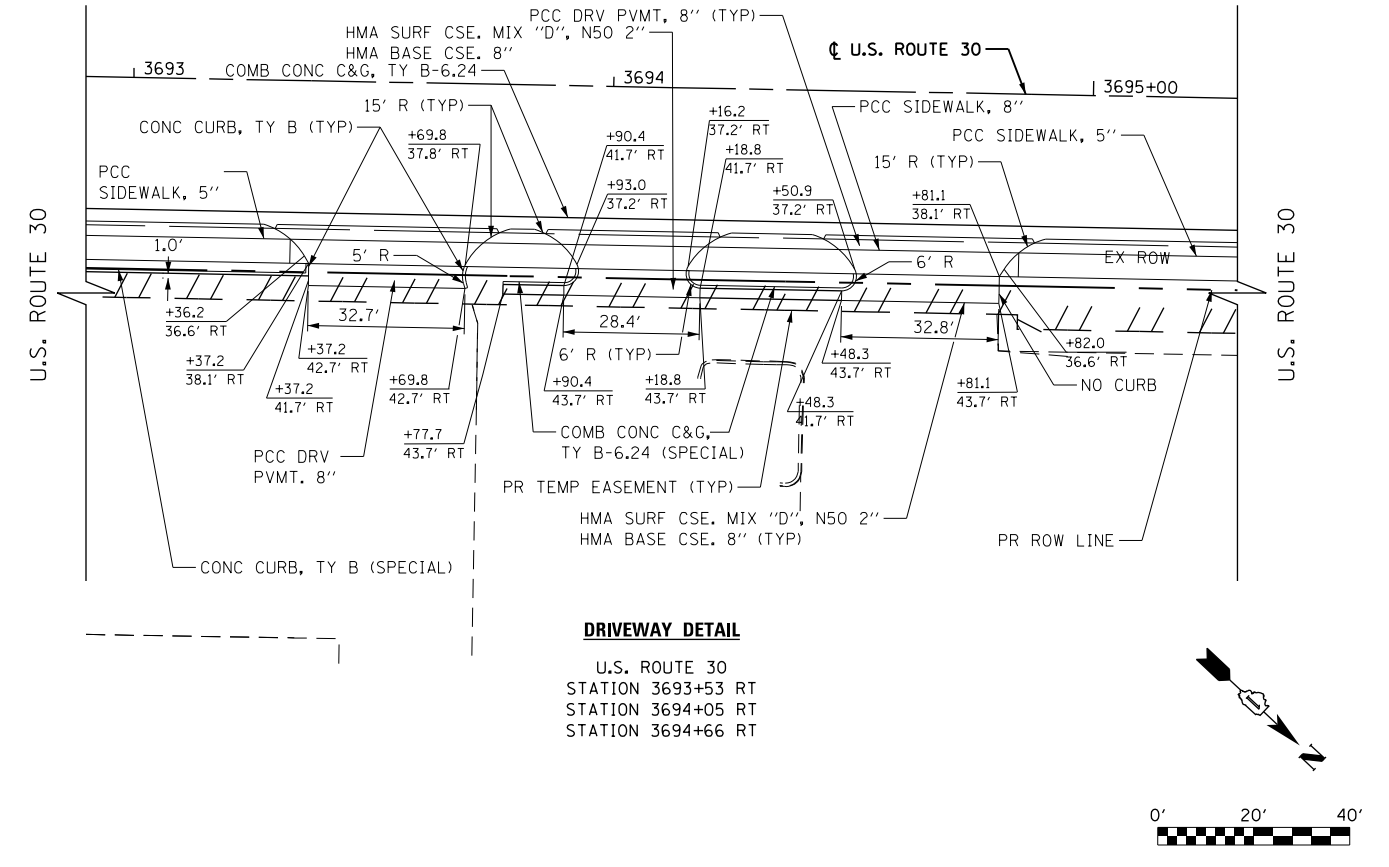 PCC DRV PVMT, 8'' (TYP)
HMA SURF CSE. MIX "D", N50 2''
HMA BASE CSE. 8''
COMB CONC C&G, TY B-6.24
℄ U.S. ROUTE 30
3693
3694
3695+00
15' R (TYP)
CONC CURB, TY B (TYP)
PCC SIDEWALK, 8''
PCC SIDEWALK, 5''
15' R (TYP)
PCC
SIDEWALK, 5''
+69.8
37.8' RT
+90.4
41.7' RT
+93.0
37.2' RT
+16.2
37.2' RT
+18.8
41.7' RT
+50.9
37.2' RT
+81.1
38.1' RT
U.S. ROUTE 30
U.S. ROUTE 30
1.0'
5' R
6' R
EX ROW
+36.2
36.6' RT
32.7'
28.4'
32.8'
6' R (TYP)
+37.2
38.1' RT
+37.2
42.7' RT
+37.2
41.7' RT
+69.8
42.7' RT
+77.7
43.7' RT
+90.4
43.7' RT
+18.8
43.7' RT
+48.3
43.7' RT
+48.3
41.7' RT
+81.1
43.7' RT
+82.0
36.6' RT
NO CURB
PCC DRV
PVMT. 8''
COMB CONC C&G,
TY B-6.24 (SPECIAL)
PR TEMP EASEMENT (TYP)
HMA SURF CSE. MIX "D", N50 2''
HMA BASE CSE. 8'' (TYP)
PR ROW LINE
CONC CURB, TY B (SPECIAL)
DRIVEWAY DETAIL
U.S. ROUTE 30
STATION 3693+53 RT
STATION 3694+05 RT
STATION 3694+66 RT
N
0' 20' 40'